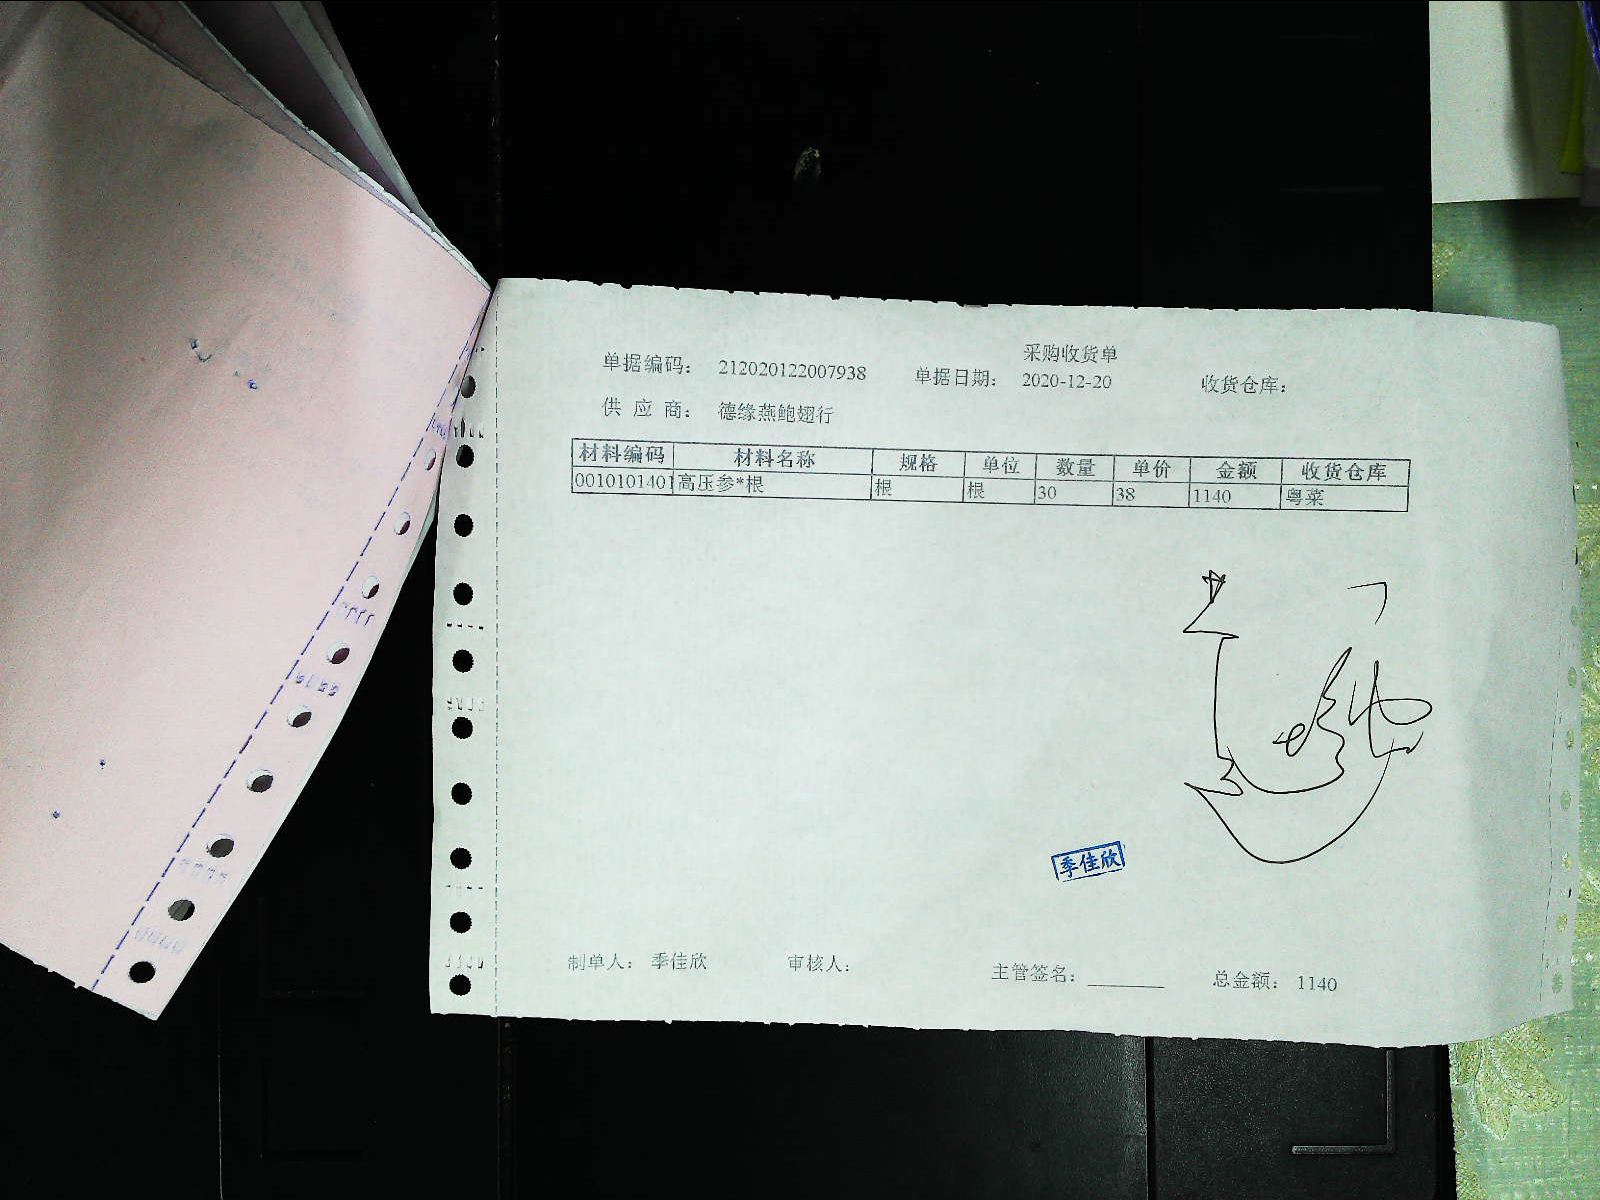 采购收货单
单据编码： 212020122007938 单据日期： 2020-12-20 收货仓库：
供 应 商： 德缘燕鲍翅行
材料编码 材料名称 规格 单位 数量 单价 金额 收货仓库
0010101401 高压参*根 根 根 30 38 1140 粤菜
季佳欣
制单人： 季佳欣 审核人： 主管签名：________ 总金额： 1140